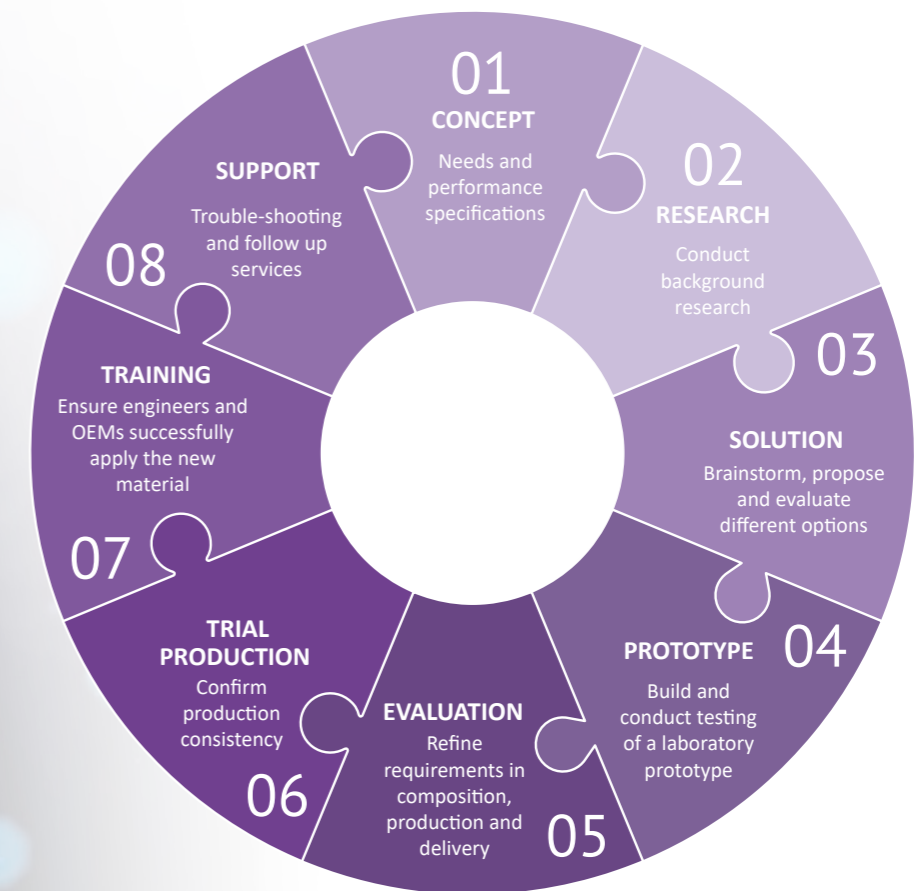 01
CONCEPT
Needs and
performance
specifications
02
RESEARCH
Conduct
background
research
03
SOLUTION
Brainstorm, propose
and evaluate
different options
04
PROTOTYPE
Build and
conduct testing
of a laboratory
prototype
05
EVALUATION
Refine
requirements in
composition,
production and
delivery
06
TRIAL
PRODUCTION
Confirm
production
consistency
07
TRAINING
Ensure engineers and
OEMs successfully
apply the new
material
08
SUPPORT
Trouble-shooting
and follow up
services